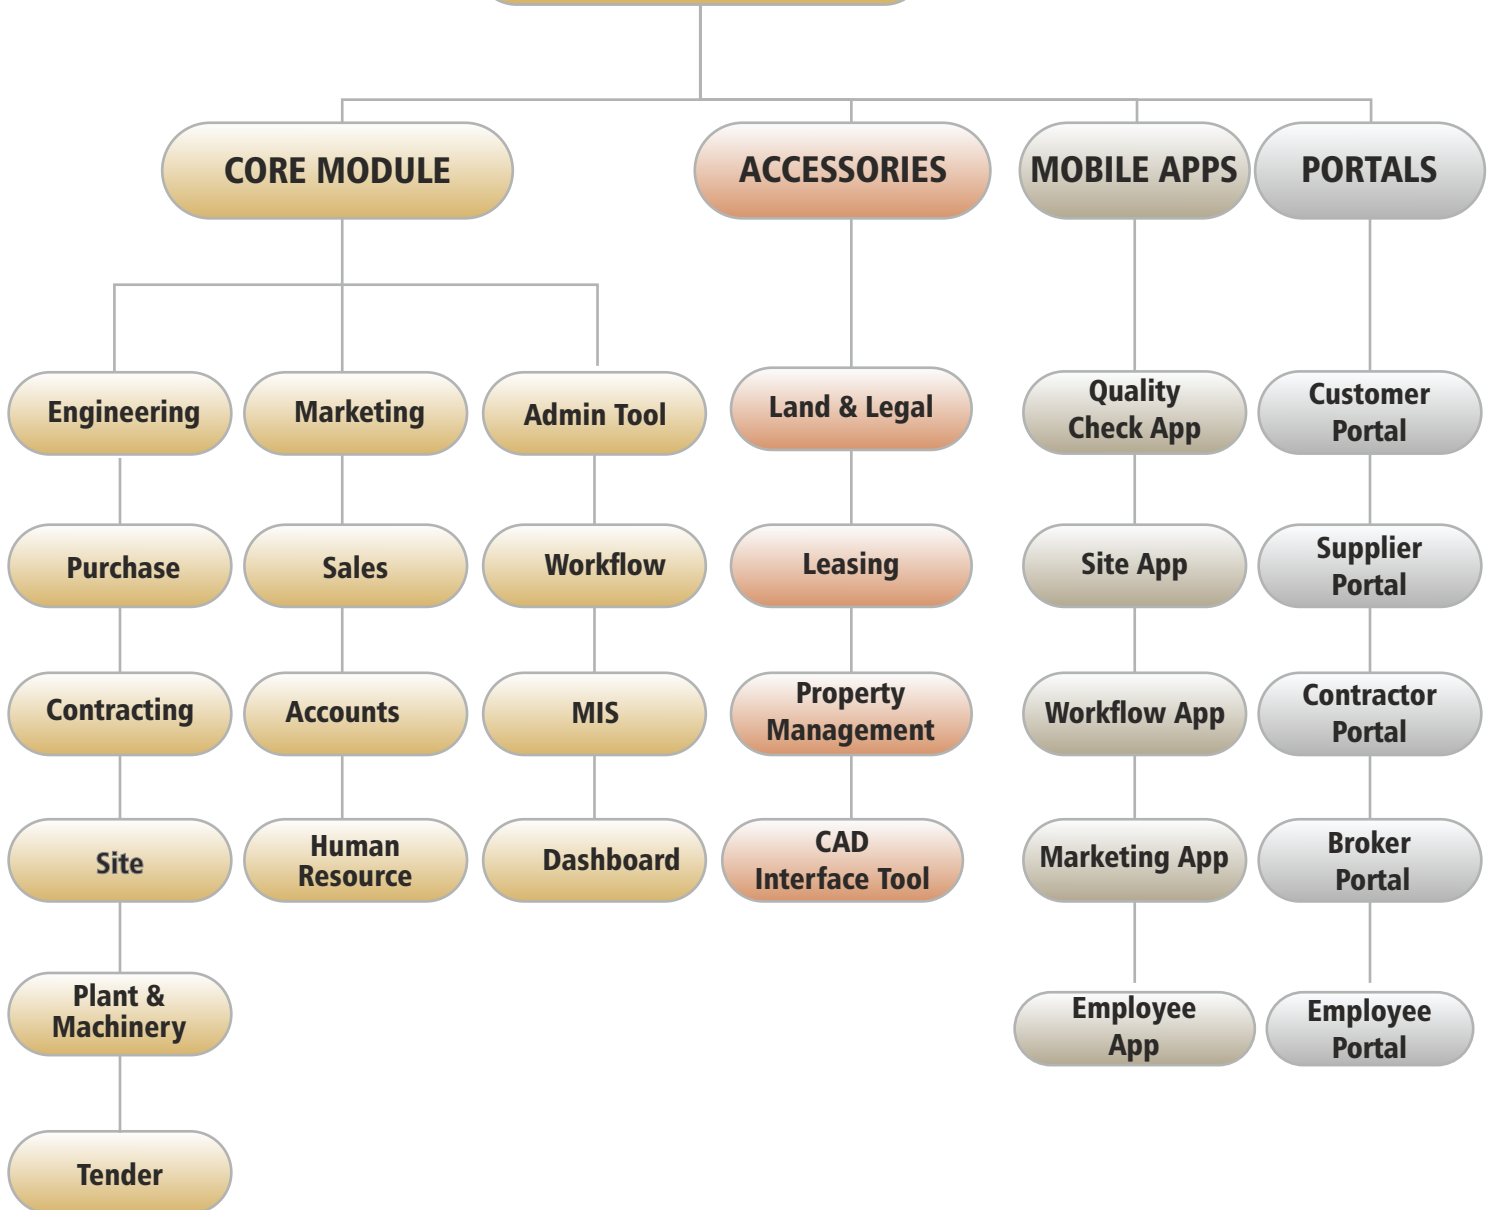 CORE MODULE
ACCESSORIES
MOBILE APPS
PORTALS
Engineering
Purchase
Contracting
Site
Plant &
Machinery
Tender
Marketing
Sales
Accounts
Human
Resource
Admin Tool
Workflow
MIS
Dashboard
Land & Legal
Leasing
Property
Management
CAD
Interface Tool
Quality
Check App
Site App
Workflow App
Marketing App
Employee
App
Customer
Portal
Supplier
Portal
Contractor
Portal
Broker
Portal
Employee
Portal